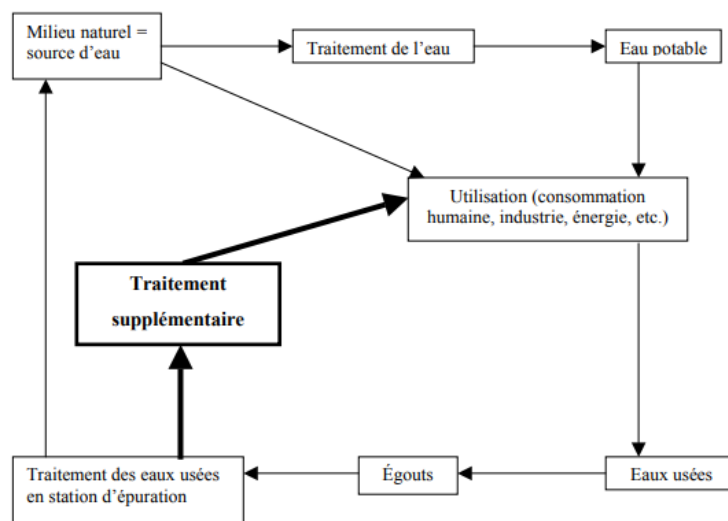 Milieu naturel =
source d'eau
Traitement de l'eau
Eau potable
Utilisation (consommation
humaine, industrie, énergie, etc.)
Traitement
supplémentaire
Traitement des eaux usées
en station d'épuration
Égouts
Eaux usées